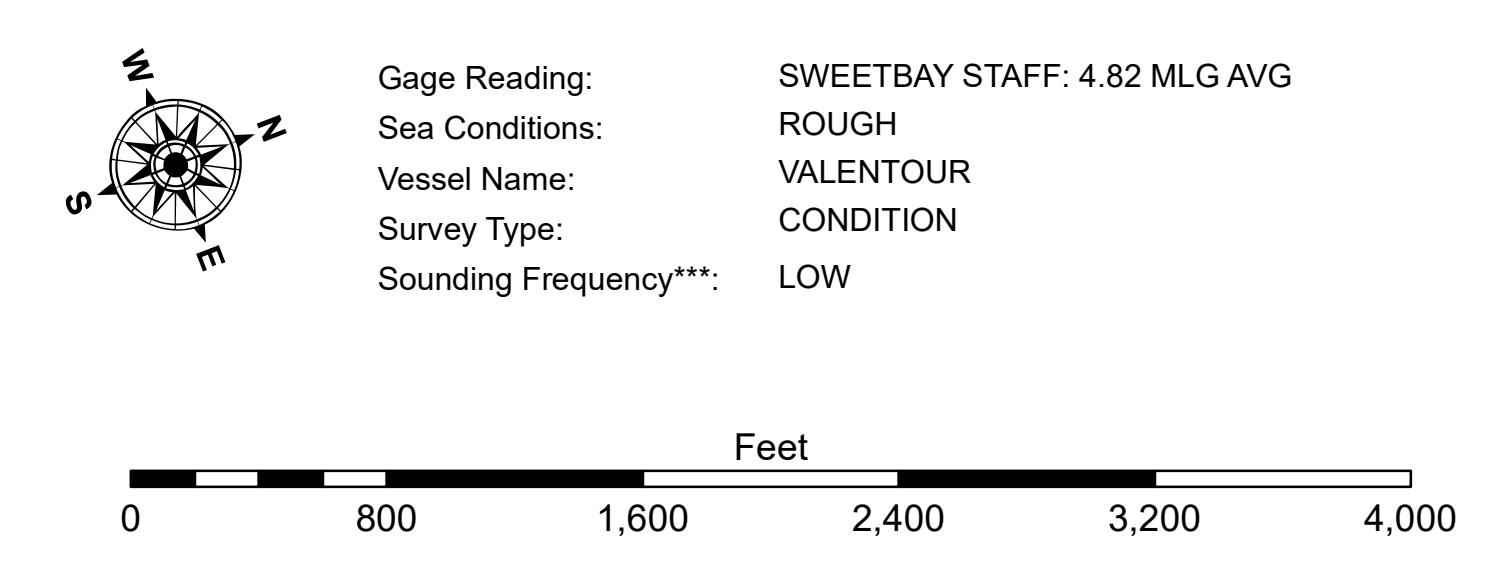 W
N
S
E
Gage Reading: SWEETBAY STAFF: 4.82 MLG AVG
Sea Conditions: ROUGH
Vessel Name: VALENTOUR
Survey Type: CONDITION
Sounding Frequency***: LOW
Feet
0 800 1,600 2,400 3,200 4,000